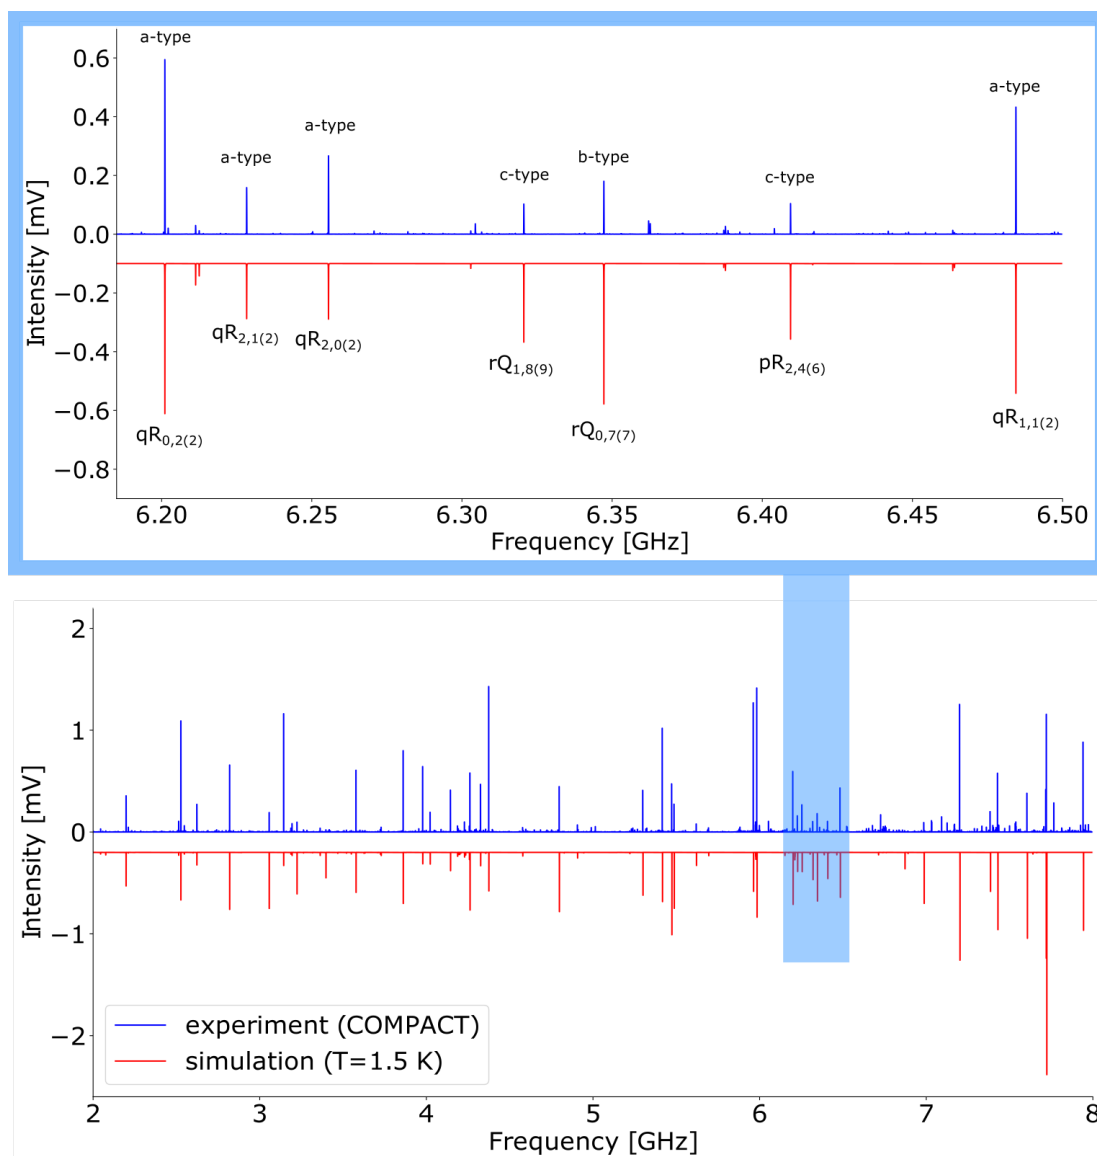 a-type
a-type
a-type
c-type
b-type
c-type
a-type
0.6
0.4
0.2
0.0
−0.2
−0.4
−0.6
−0.8
Intensity [mV]
qR0,2(2)
qR2,1(2)
qR2,0(2)
rQ1,8(9)
rQ0,7(7)
pR2,4(6)
qR1,1(2)
6.20 6.25 6.30 6.35 6.40 6.45 6.50
Frequency [GHz]
2
1
0
−1
−2
Intensity [mV]
experiment (COMPACT)
simulation (T=1.5 K)
2 3 4 5 6 7 8
Frequency [GHz]